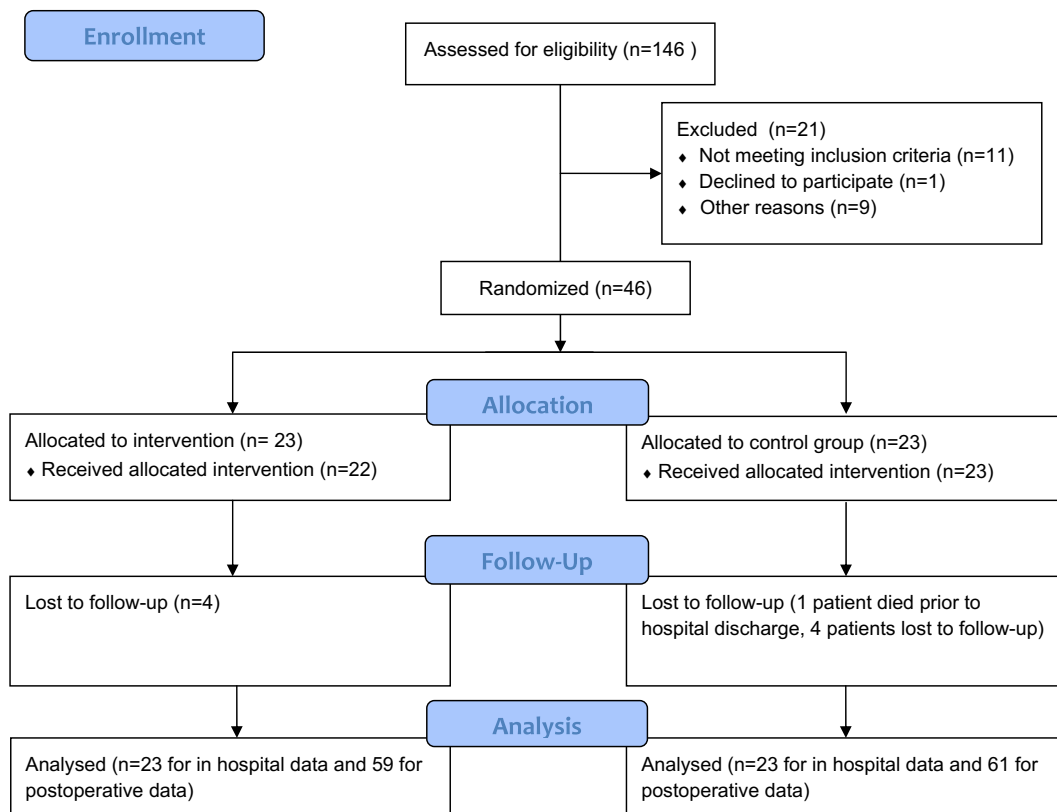 Enrollment
Assessed for eligibility (n=146 )
Excluded (n=21)
♦ Not meeting inclusion criteria (n=11)
♦ Declined to participate (n=1)
♦ Other reasons (n=9)
Randomized (n=46)
Allocation
Allocated to intervention (n= 23)
♦ Received allocated intervention (n=22)
Allocated to control group (n=23)
♦ Received allocated intervention (n=23)
Follow-Up
Lost to follow-up (n=4)
Lost to follow-up (1 patient died prior to
hospital discharge, 4 patients lost to follow-up)
Analysis
Analysed (n=23 for in hospital data and 59 for
postoperative data)
Analysed (n=23 for in hospital data and 61 for
postoperative data)